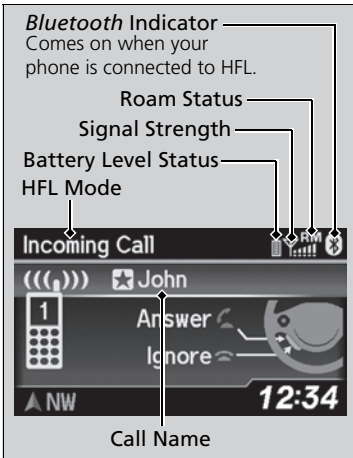 Bluetooth Indicator
Comes on when your
phone is connected to HFL.
Roam Status
Signal Strength
Battery Level Status
HFL Mode
Incoming Call RM
John
1
Answer
Ignore
NW 12:34
Call Name